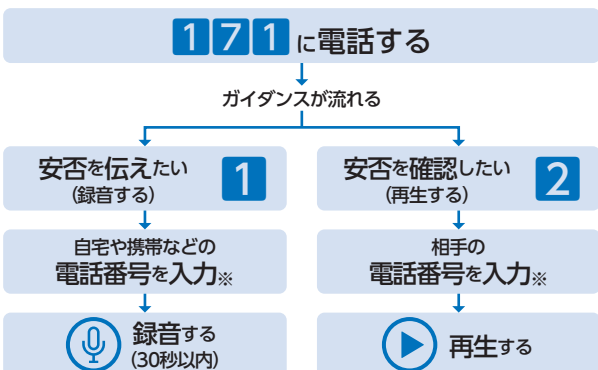 171に電話する
ガイダンスが流れる
安否を伝えたい
(録音する)
1
安否を確認したい
(再生する)
2
自宅や携帯などの
電話番号を入力※
相手の
電話番号を入力※
録音する
(30秒以内)
再生する